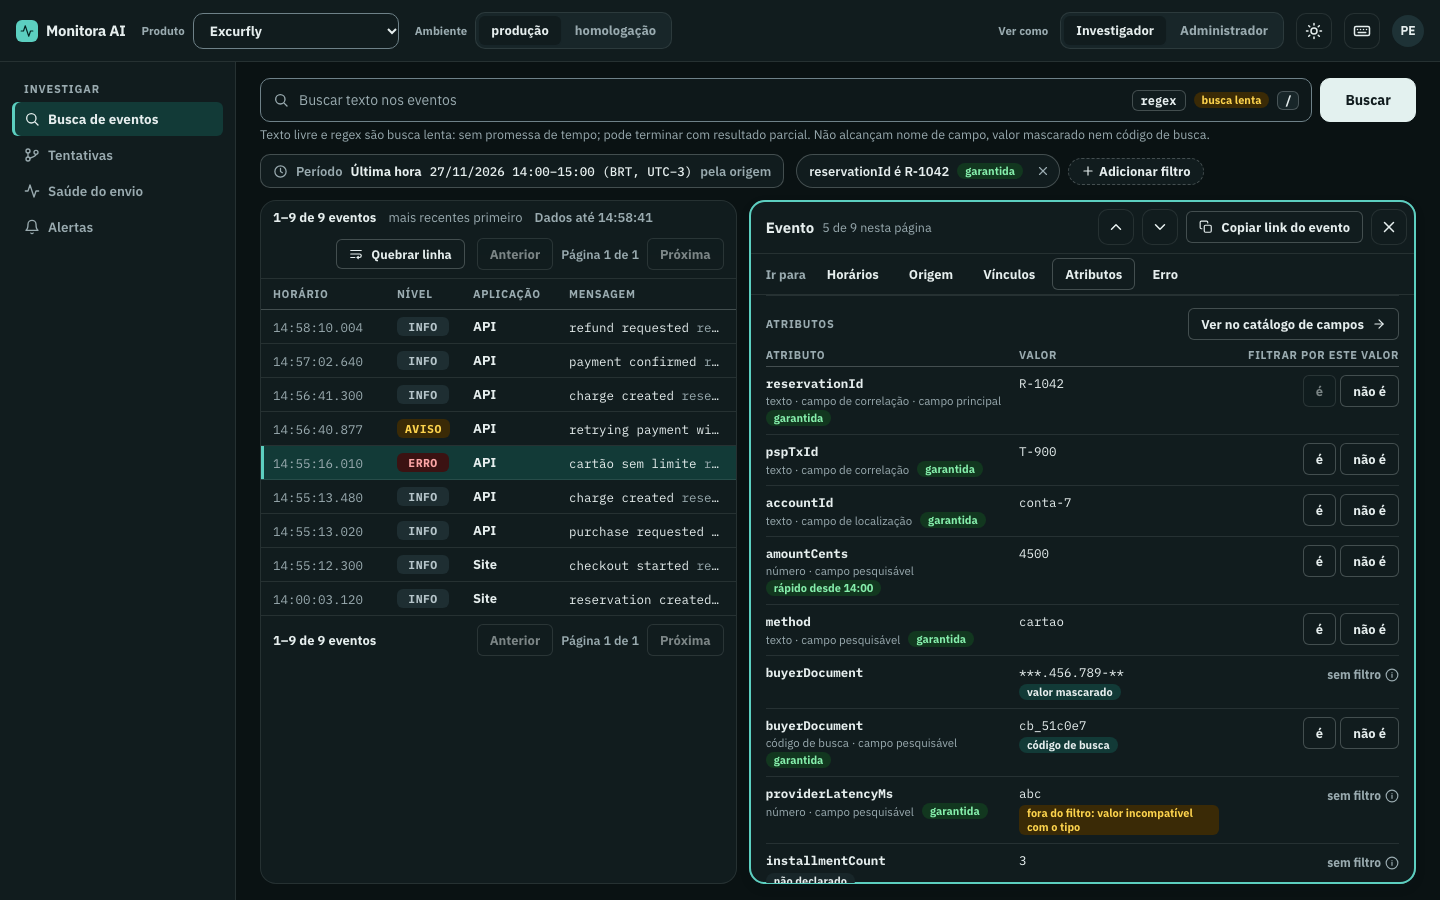 Monitora AI
Produto
Excurfly
Ambiente
produção
homologação
Ver como
Investigador
Administrador
PE
INVESTIGAR
Busca de eventos
Tentativas
Saúde do envio
Alertas
Buscar texto nos eventos
regex
busca lenta
/
Buscar
Texto livre e regex são busca lenta: sem promessa de tempo; pode terminar com resultado parcial. Não alcançam nome de campo, valor mascarado nem código de busca.
Período Última hora 27/11/2026 14:00–15:00 (BRT, UTC−3) pela origem
reservationId é R-1042 garantida
Adicionar filtro
1–9 de 9 eventos mais recentes primeiro Dados até 14:58:41
Quebrar linha
Anterior Página 1 de 1 Próxima
HORÁRIO NÍVEL APLICAÇÃO MENSAGEM
14:58:10.004 INFO API refund requested re…
14:57:02.640 INFO API payment confirmed r…
14:56:41.300 INFO API charge created rese…
14:56:40.877 AVISO API retrying payment wi…
14:55:16.010 ERRO API cartão sem limite r…
14:55:13.480 INFO API charge created rese…
14:55:13.020 INFO API purchase requested …
14:55:12.300 INFO Site checkout started re…
14:00:03.120 INFO Site reservation created…
1–9 de 9 eventos Anterior Página 1 de 1 Próxima
Evento 5 de 9 nesta página
Copiar link do evento
Ir para Horários Origem Vínculos Atributos Erro
ATRIBUTOS
Ver no catálogo de campos
ATRIBUTO VALOR FILTRAR POR ESTE VALOR
reservationId R-1042 é não é
texto · campo de correlação · campo principal
garantida
pspTxId T-900 é não é
texto · campo de correlação garantida
accountId conta-7 é não é
texto · campo de localização garantida
amountCents 4500 é não é
número · campo pesquisável
rápido desde 14:00
method cartao é não é
texto · campo pesquisável garantida
buyerDocument ***.456.789-** sem filtro
valor mascarado
buyerDocument cb_51c0e7 é não é
código de busca · campo pesquisável código de busca
garantida
providerLatencyMs abc sem filtro
número · campo pesquisável garantida fora do filtro: valor incompatível
com o tipo
installmentCount 3 sem filtro
não declarado